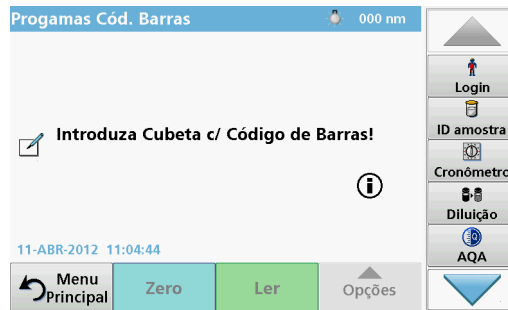 Progamas Cód. Barras
000 nm
Introduza Cubeta c/ Código de Barras!
11-ABR-2012 11:04:44
Menu
Principal
Zero
Ler
Opções
Login
ID amostra
Cronômetro
Diluição
AQA